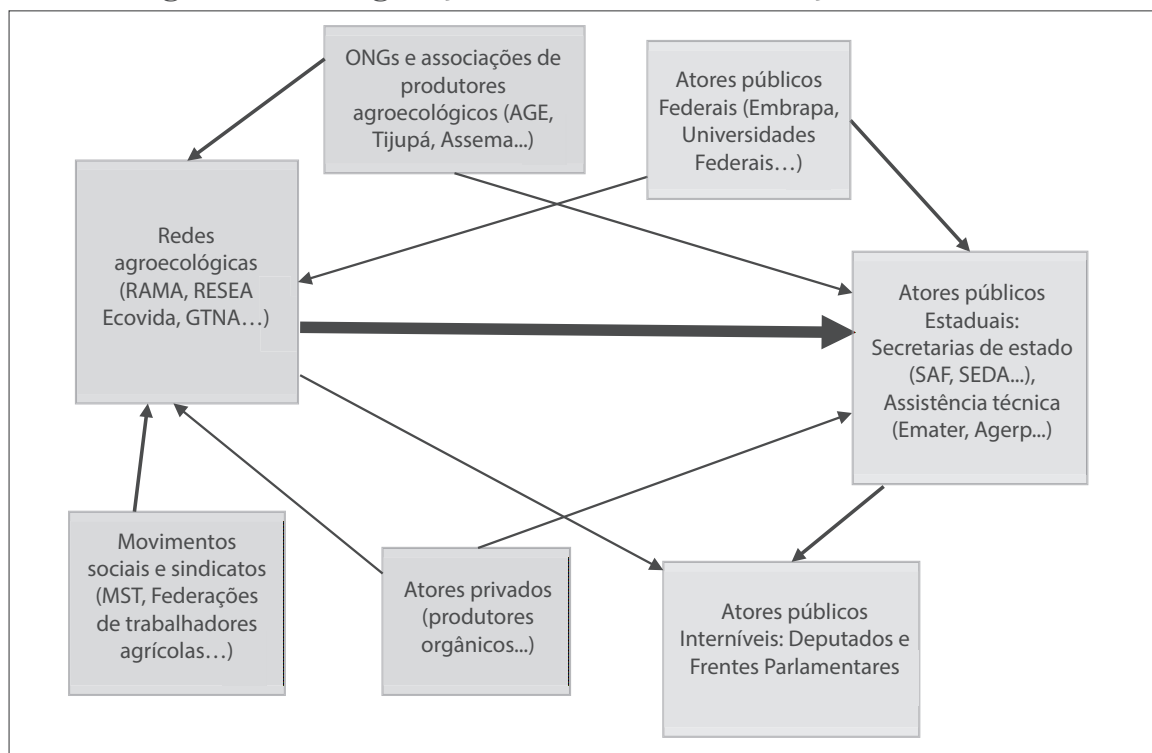 ONGs e associações de
produtores
agroecológicos (AGE,
Tijupá, Assema...)
Atores públicos
Federais (Embrapa,
Universidades
Federais…)
Redes
agroecológicas
(RAMA, RESEA
Ecovida, GTNA…)
Atores públicos
Estaduais:
Secretarias de estado
(SAF, SEDA...),
Assistência técnica
(Emater, Agerp...)
Movimentos
sociais e sindicatos
(MST, Federações
de trabalhadores
agrícolas…)
Atores privados
(produtores
orgânicos...)
Atores públicos
Interníveis: Deputados e
Frentes Parlamentares